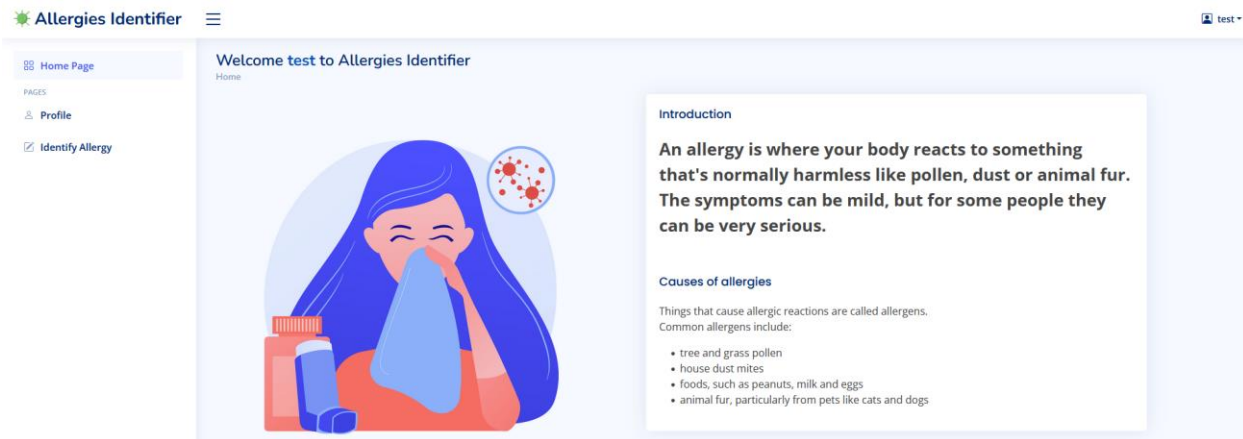 Allergies Identifier
test
Home Page
PAGES
Profile
Identify Allergy
Welcome test to Allergies Identifier
Home
Introduction
An allergy is where your body reacts to something
that's normally harmless like pollen, dust or animal fur.
The symptoms can be mild, but for some people they
can be very serious.
Causes of allergies
Things that cause allergic reactions are called allergens.
Common allergens include:
• tree and grass pollen
• house dust mites
• foods, such as peanuts, milk and eggs
• animal fur, particularly from pets like cats and dogs